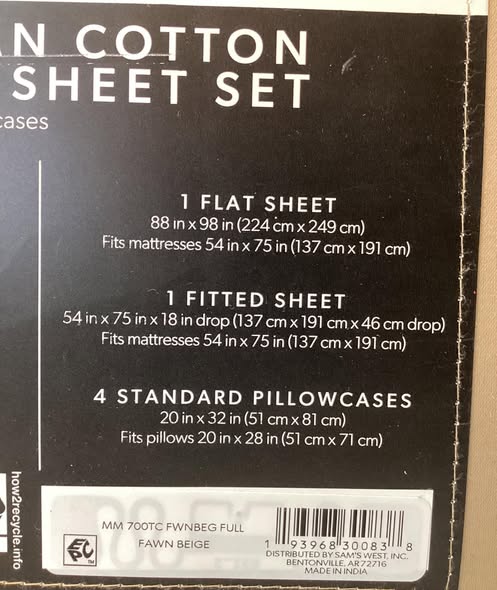 AN COTTON
SHEET SET
cases
1 FLAT SHEET
88 in x 98 in (224 cm x 249 cm)
Fits mattresses 54 in x 75 in (137 cm x 191 cm)
1 FITTED SHEET
54 in x 75 in x 18 in drop (137 cm x 191 cm x 46 cm drop)
Fits mattresses 54 in x 75 in (137 cm x 191 cm)
4 STANDARD PILLOWCASES
20 in x 32 in (51 cm x 81 cm)
Fits pillows 20 in x 28 in (51 cm x 71 cm)
how2recycle.info
MM 700TC FWNBEG FULL
FAWN BEIGE
EPC
TM
1 93968 30083 8
DISTRIBUTED BY SAM'S WEST, INC.
BENTONVILLE, AR 72716
MADE IN INDIA